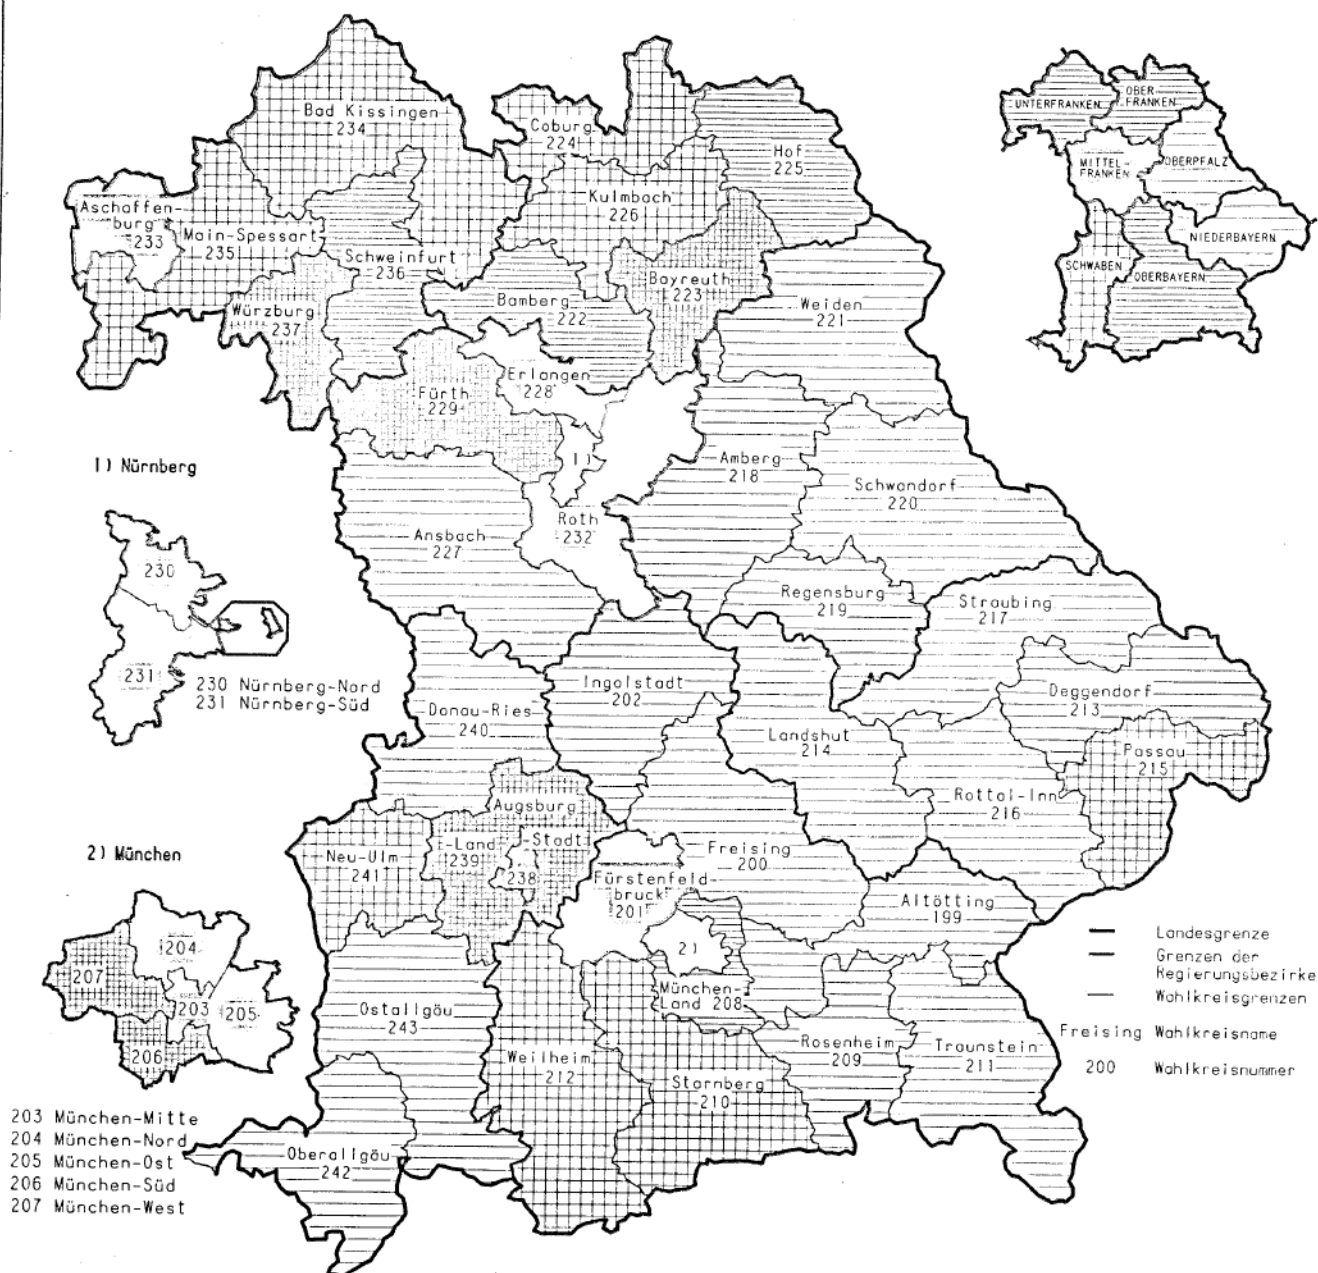 Bad Kissingen
234
Coburg
224
Hof
225
Kulmbach
226
Aschaffen-
burg
233
Main-Spessart
235
Schweinfurt
236
Würzburg
237
Bamberg
222
Bayreuth
223
Weiden
221
Erlangen
228
Fürth
229
1)
Amberg
218
Schwandorf
220
Ansbach
227
Roth
232
Regensburg
219
Straubing
217
Deggendorf
213
Passau
215
Ingolstadt
202
Landshut
214
Rottal-Inn
216
Donau-Ries
240
Augsburg
-Land
239
-Stadt
238
Neu-Ulm
241
Freising
200
Fürstenfeld-
bruck
201
Altötting
199
2)
München-
Land 208
Ostallgäu
243
Weilheim
212
Starnberg
210
Rosenheim
209
Traunstein
211
Oberallgäu
242
UNTERFRANKEN
OBER
FRANKEN
MITTEL-
FRANKEN
OBERPFALZ
NIEDERBAYERN
SCHWABEN
OBERBAYERN
1) Nürnberg
230
231
230 Nürnberg-Nord
231 Nürnberg-Süd
2) München
204
207
203
205
206
203 München-Mitte
204 München-Nord
205 München-Ost
206 München-Süd
207 München-West
Landesgrenze
Grenzen der
Regierungsbezirke
Wahlkreisgrenzen
Freising Wahlkreisname
200 Wahlkreisnummer